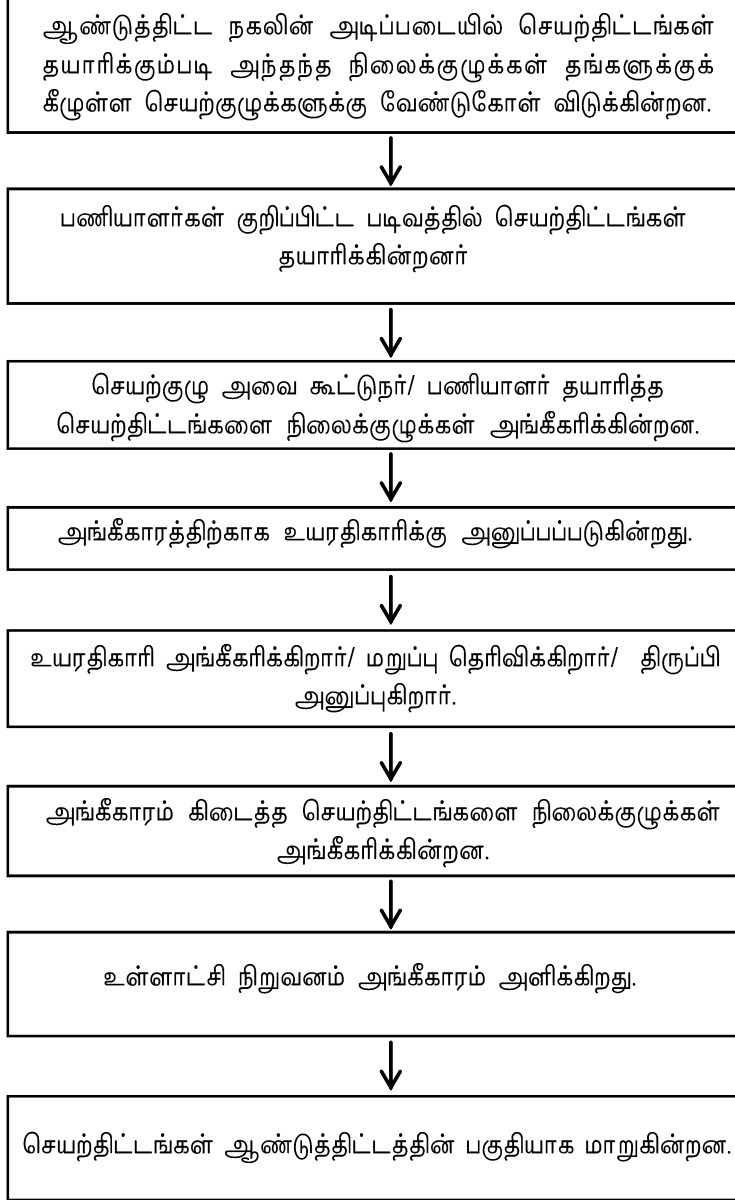 ஆண்டுத்திட்ட நகலின் அடிப்படையில் செயற்திட்டங்கள்
தயாரிக்கும்படி அந்தந்த நிலைக்குழுக்கள் தங்களுக்குக்
கீழுள்ள செயற்குழுக்களுக்கு வேண்டுகோள் விடுக்கின்றன.
பணியாளர்கள் குறிப்பிட்ட படிவத்தில் செயற்திட்டங்கள்
தயாரிக்கின்றனர்
செயற்குழு அவை கூட்டுநர்/ பணியாளர் தயாரித்த
செயற்திட்டங்களை நிலைக்குழுக்கள் அங்கீகரிக்கின்றன.
அங்கீகாரத்திற்காக உயரதிகாரிக்கு அனுப்பப்படுகின்றது.
உயரதிகாரி அங்கீகரிக்கிறார்/ மறுப்பு தெரிவிக்கிறார்/ திருப்பி
அனுப்புகிறார்.
அங்கீகாரம் கிடைத்த செயற்திட்டங்களை நிலைக்குழுக்கள்
அங்கீகரிக்கின்றன.
உள்ளாட்சி நிறுவனம் அங்கீகாரம் அளிக்கிறது.
செயற்திட்டங்கள் ஆண்டுத்திட்டத்தின் பகுதியாக மாறுகின்றன.